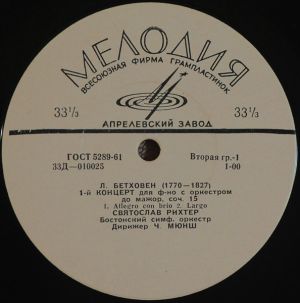 МЕЛОДИЯ
ВСЕСОЮЗНАЯ ФИРМА ГРАМПЛАСТИНОК
33⅓ 33⅓
АПРЕЛЕВСКИЙ ЗАВОД
ГОСТ 5289-61 Вторая гр.-1
33Д—010025 1-00
Л. БЕТХОВЕН (1770—1827)
1-й КОНЦЕРТ для ф-но с оркестром
до мажор, соч. 15
1. Allegro con brio 2. Largo
СВЯТОСЛАВ РИХТЕР
Бостонский симф. оркестр
Дирижер Ч. МЮНШ